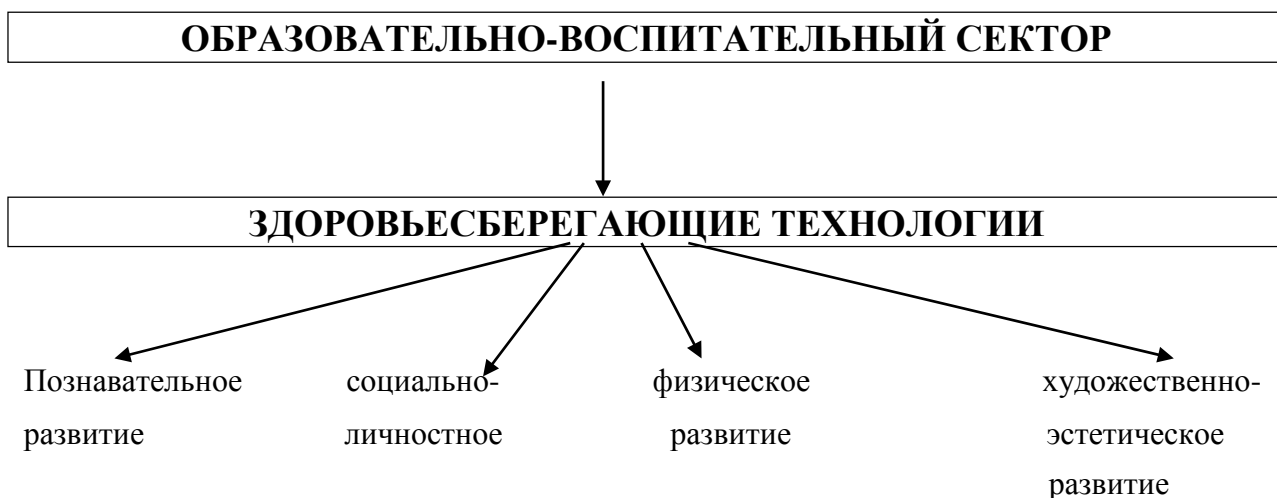 ОБРАЗОВАТЕЛЬНО-ВОСПИТАТЕЛЬНЫЙ СЕКТОР
ЗДОРОВЬЕСБЕРЕГАЮЩИЕ ТЕХНОЛОГИИ
Познавательное социально- физическое художественно-
развитие личностное развитие эстетическое
развитие